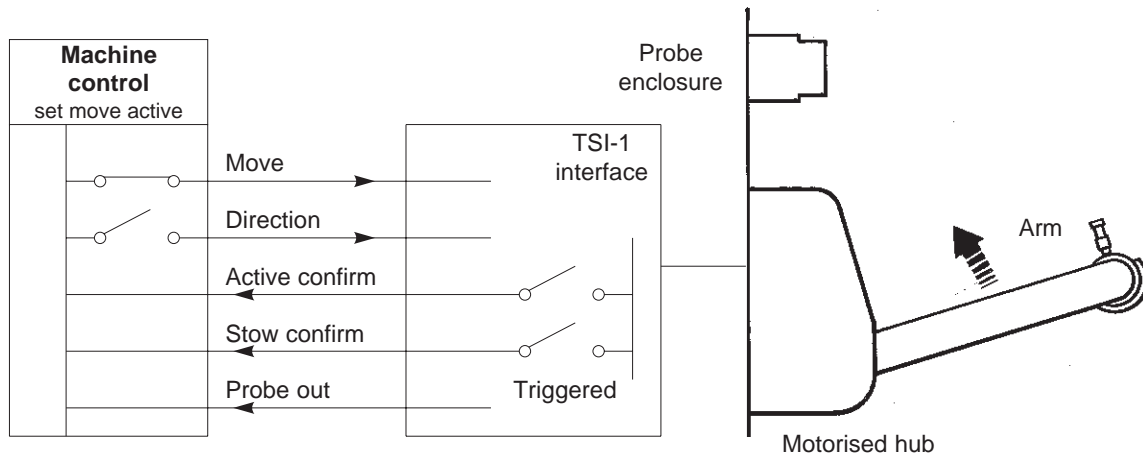 Machine
control
set move active
Move
Direction
Active confirm
Stow confirm
Probe out
TSI-1
interface
Triggered
Probe
enclosure
Arm
Motorised hub